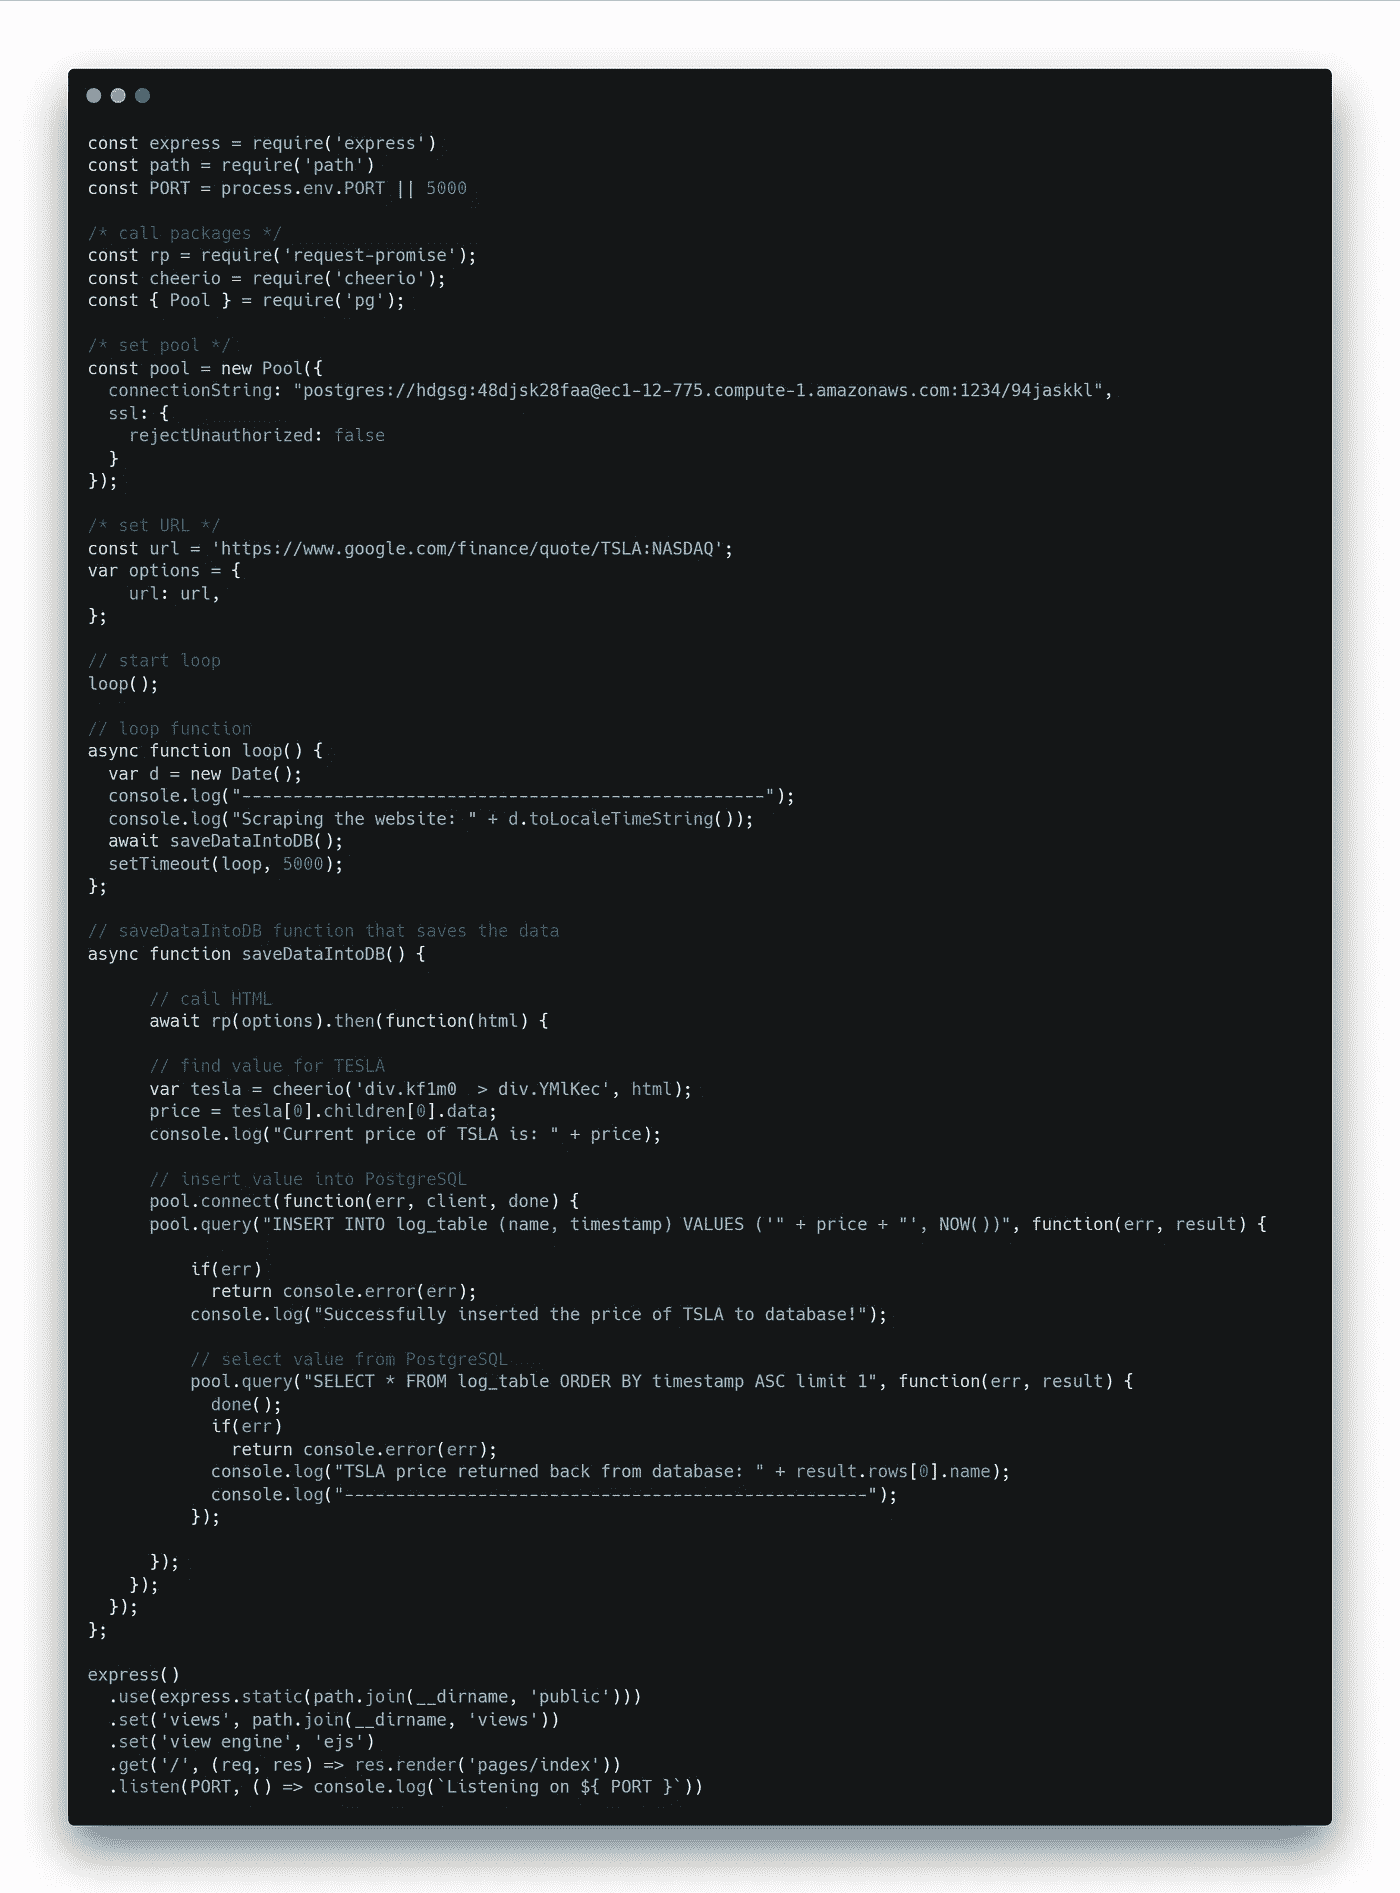 const express = require('express')
const path = require('path')
const PORT = process.env.PORT || 5000
/* call packages */
const rp = require('request-promise');
const cheerio = require('cheerio');
const { Pool } = require('pg');
/* set pool */
const pool = new Pool({
connectionString: "postgres://hdgsg:48djsk28faa@ec1-12-775.compute-1.amazonaws.com:1234/94jaskkl",
ssl: {
rejectUnauthorized: false
}
});
/* set URL */
const url = 'https://www.google.com/finance/quote/TSLA:NASDAQ';
var options = {
url: url,
};
// start loop
loop();
// loop function
async function loop() {
var d = new Date();
console.log("---------------------------------------------------");
console.log("Scraping the website: " + d.toLocaleTimeString());
await saveDataIntoDB();
setTimeout(loop, 5000);
};
// saveDataIntoDB function that saves the data
async function saveDataIntoDB() {
// call HTML
await rp(options).then(function(html) {
// find value for TESLA
var tesla = cheerio('div.kf1m0  > div.YMlKec', html);
price = tesla[0].children[0].data;
console.log("Current price of TSLA is: " + price);
// insert value into PostgreSQL
pool.connect(function(err, client, done) {
pool.query("INSERT INTO log_table (name, timestamp) VALUES ('" + price + "', NOW())", function(err, result) {
if(err)
return console.error(err);
console.log("Successfully inserted the price of TSLA to database!");
// select value from PostgreSQL
pool.query("SELECT * FROM log_table ORDER BY timestamp ASC limit 1", function(err, result) {
done();
if(err)
return console.error(err);
console.log("TSLA price returned back from database: " + result.rows[0].name);
console.log("---------------------------------------------------");
});
});
});
});
};
express()
.use(express.static(path.join(__dirname, 'public')))
.set('views', path.join(__dirname, 'views'))
.set('view engine', 'ejs')
.get('/', (req, res) => res.render('pages/index'))
.listen(PORT, () => console.log(`Listening on ${ PORT }`))